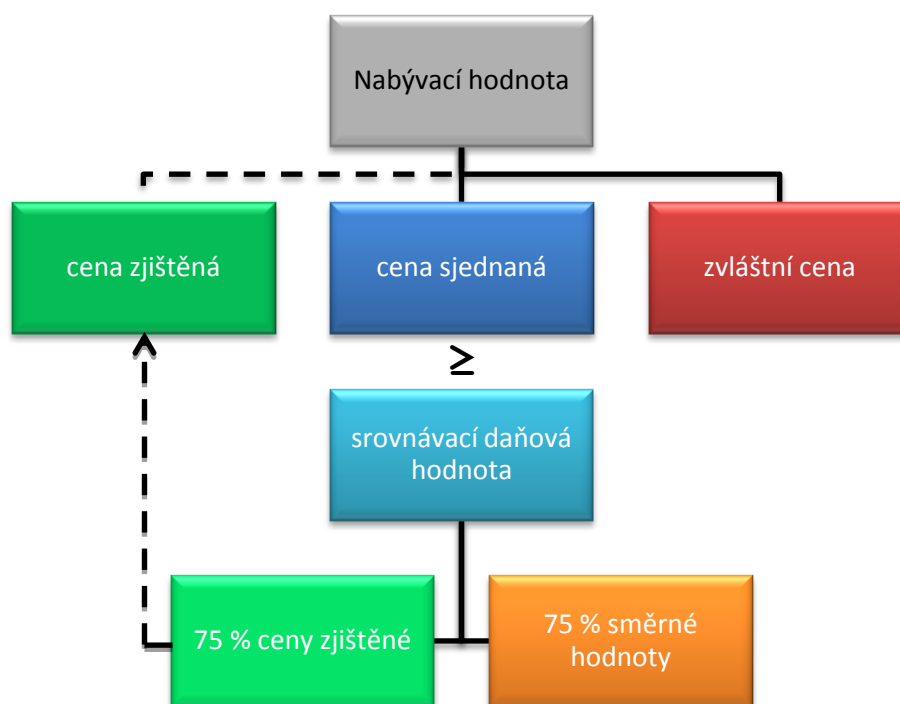 Nabývací hodnota
cena zjištěná
cena sjednaná
zvláštní cena
≥
srovnávací daňová
hodnota
75 % ceny zjištěné
75 % směrné
hodnoty